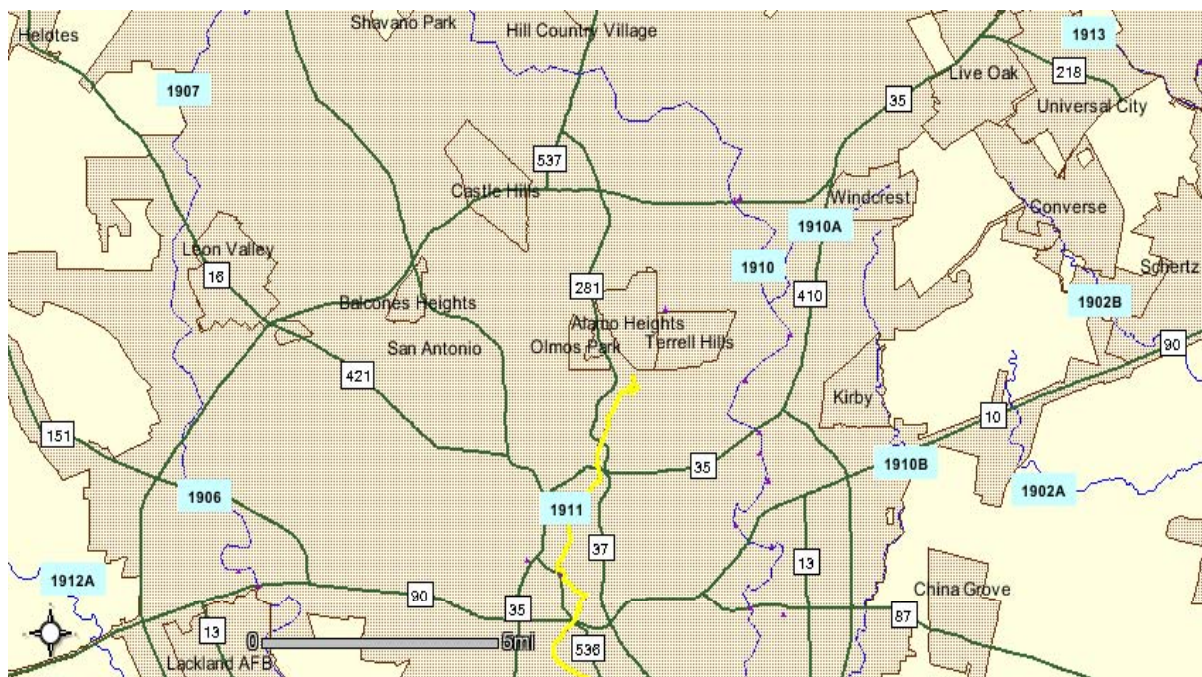 Shavano Park
Hill Country Village
Helotes
1913
Live Oak
218
1907
35
Universal City
537
Castle Hills
Windcrest
Converse
1910A
Leon Valley
1910
Schertz
16
281
410
1902B
Balcones Heights
Alamo Heights
San Antonio
Olmos Park
Terrell Hills
90
421
Kirby
10
151
35
1910B
1906
1911
1902A
37
1912A
13
90
35
China Grove
87
13
0
5mi
536
Lackland AFB